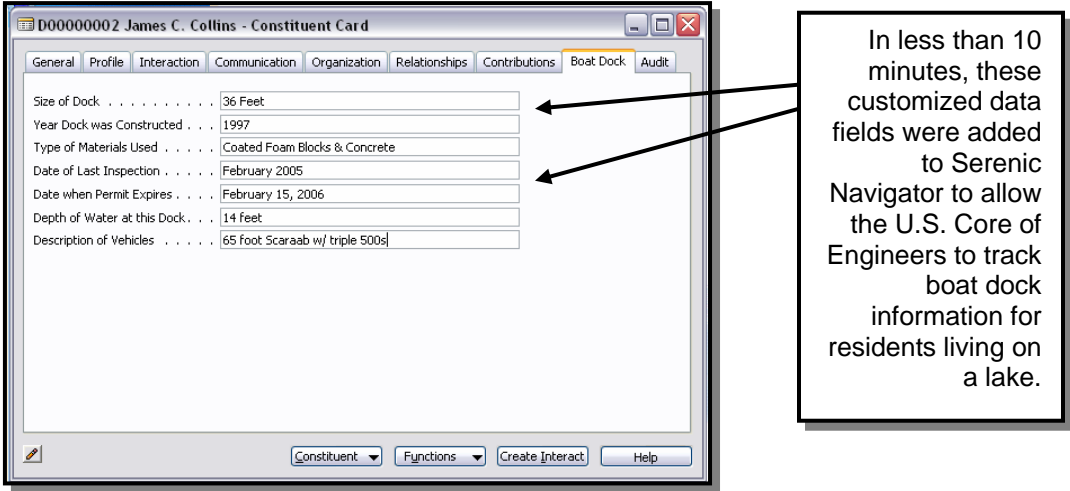 D00000002 James C. Collins - Constituent Card
General Profile Interaction Communication Organization Relationships Contributions Boat Dock Audit
Size of Dock . . . . . . . . . . 36 Feet
Year Dock was Constructed . . . 1997
Type of Materials Used . . . . . Coated Foam Blocks & Concrete
Date of Last Inspection . . . . . February 2005
Date when Permit Expires . . . . February 15, 2006
Depth of Water at this Dock . . . 14 feet
Description of Vehicles . . . . . 65 foot Scaraab w/ triple 500s
Constituent Functions Create Interact Help
In less than 10
minutes, these
customized data
fields were added
to Serenic
Navigator to allow
the U.S. Core of
Engineers to track
boat dock
information for
residents living on
a lake.